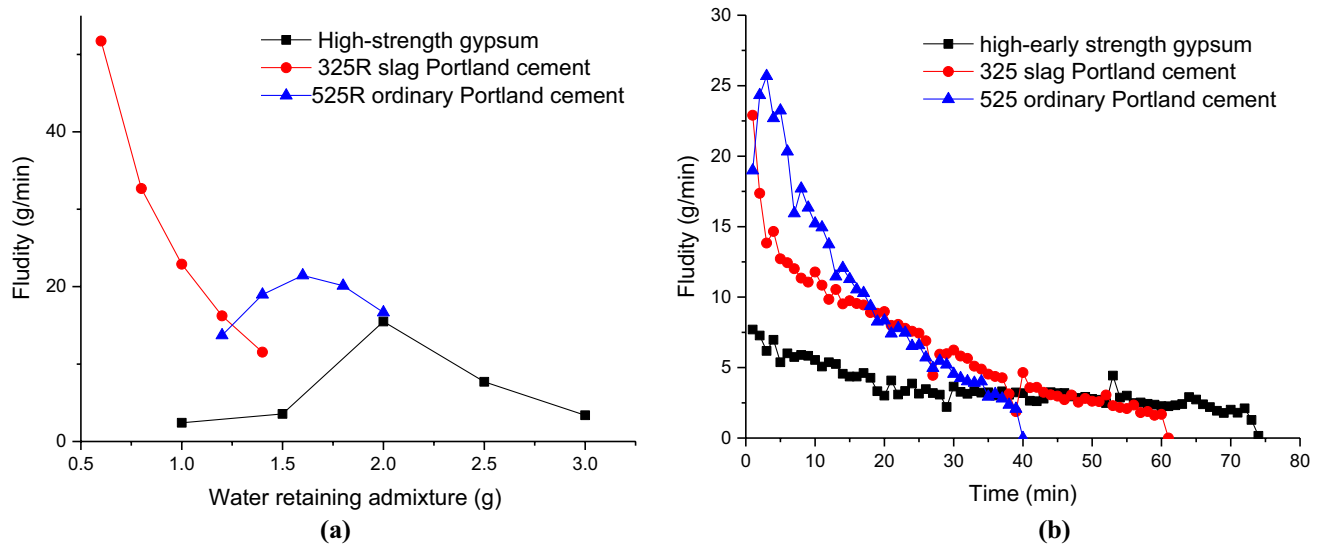 High-strength gypsum
325R slag Portland cement
525R ordinary Portland cement
Fludity (g/min)
40
20
0
0.5 1.0 1.5 2.0 2.5 3.0
Water retaining admixture (g)
(a)
high-early strength gypsum
325 slag Portland cement
525 ordinary Portland cement
Fludity (g/min)
30
25
20
15
10
5
0
0 10 20 30 40 50 60 70 80
Time (min)
(b)